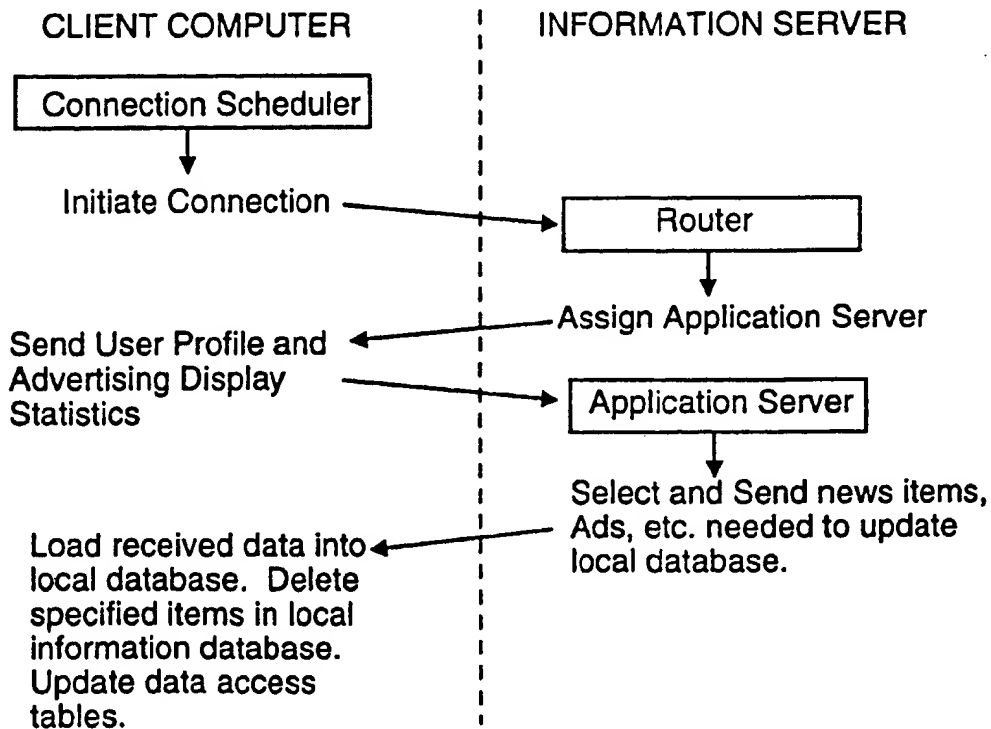 CLIENT COMPUTER
INFORMATION SERVER
Connection Scheduler
Initiate Connection
Router
Assign Application Server
Send User Profile and
Advertising Display
Statistics
Application Server
Select and Send news items,
Ads, etc. needed to update
local database.
Load received data into
local database. Delete
specified items in local
information database.
Update data access
tables.